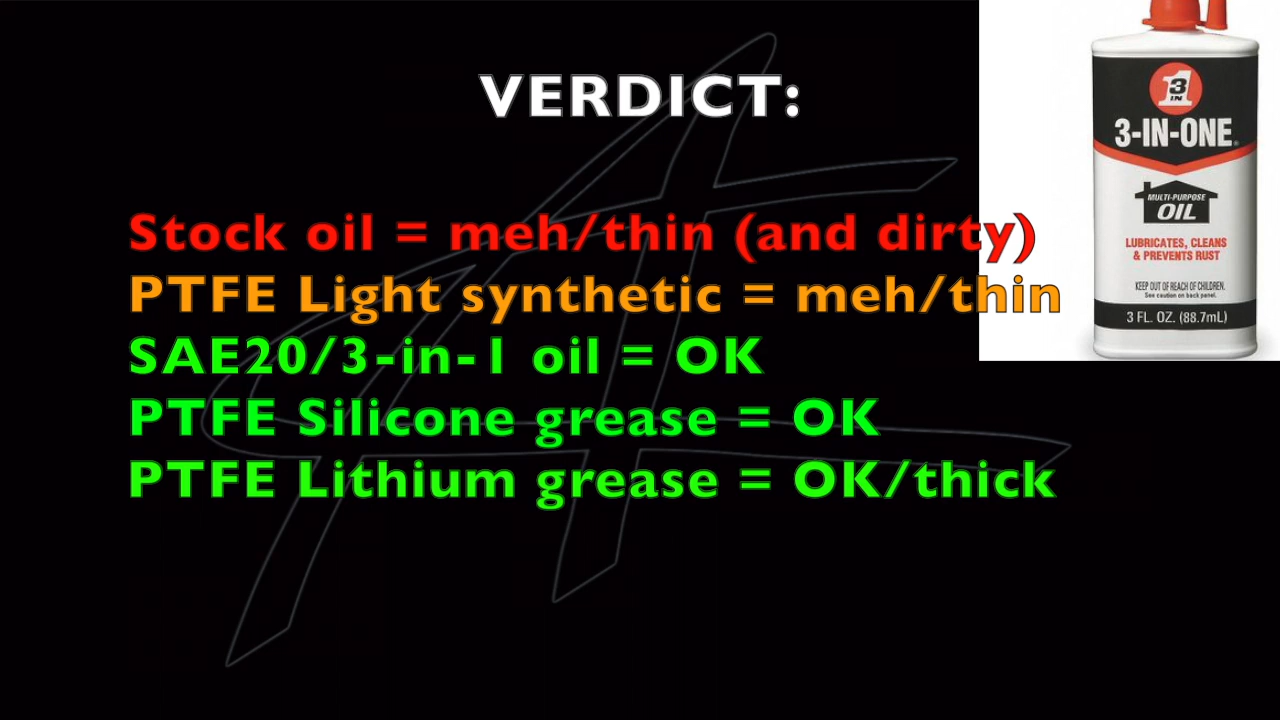 VERDICT:
Stock oil = meh/thin (and dirty)
PTFE Light synthetic = meh/thin
SAE20/3-in-1 oil = OK
PTFE Silicone grease = OK
PTFE Lithium grease = OK/thick
3
IN
1
3-IN-ONE®
MULTI-PURPOSE
OIL
LUBRICATES, CLEANS
& PREVENTS RUST
KEEP OUT OF REACH OF CHILDREN.
See caution on back panel.
3 FL. OZ. (88.7mL)